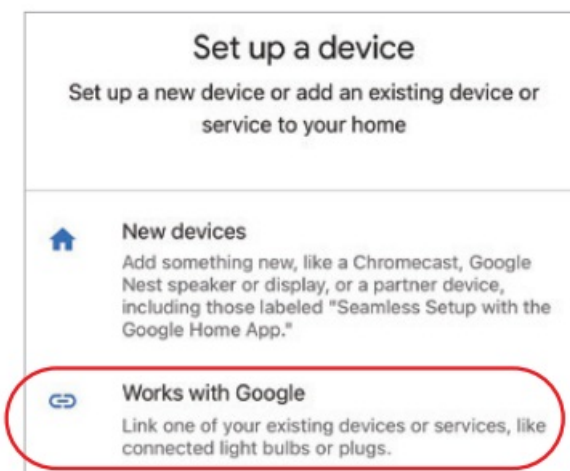 Set up a device
Set up a new device or add an existing device or
service to your home
New devices
Add something new, like a Chromecast, Google
Nest speaker or display, or a partner device,
including those labeled "Seamless Setup with the
Google Home App."
Works with Google
Link one of your existing devices or services, like
connected light bulbs or plugs.